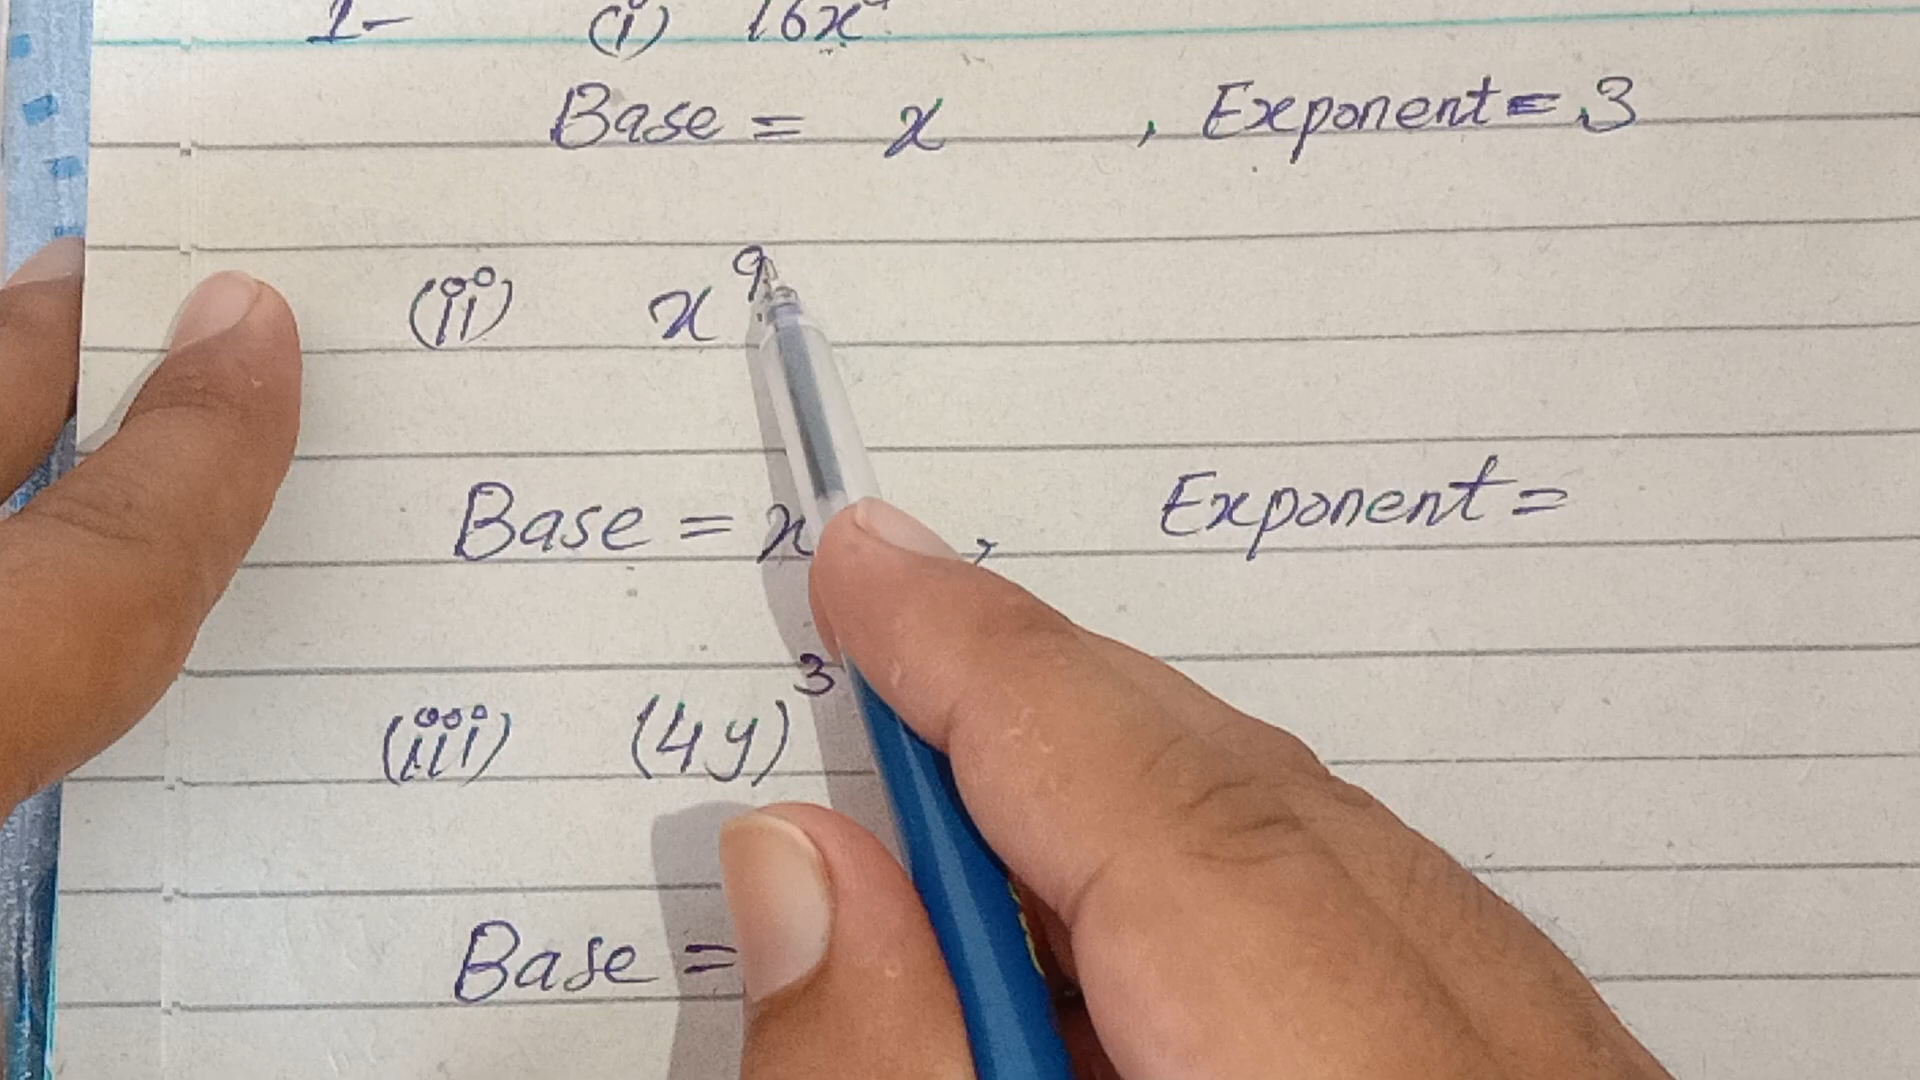 1- (i) 16x
Base = x , Exponent = 3
(ii) x⁹
Base = x , Exponent =
(iii) (4y)³
Base =